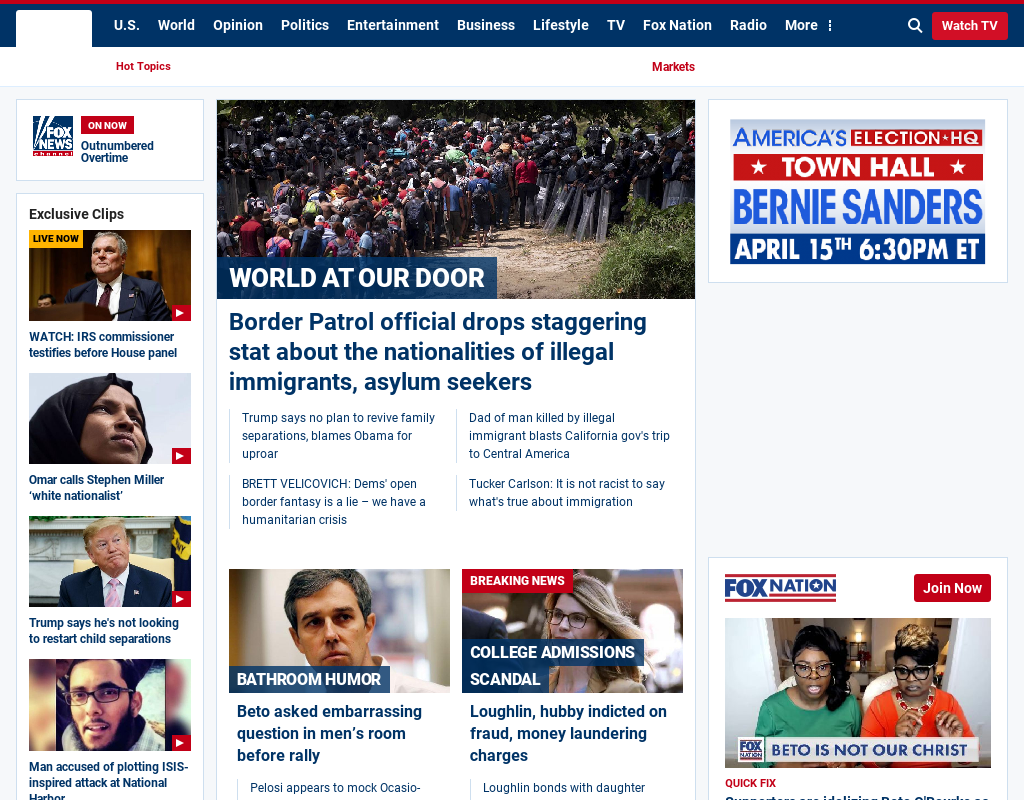 U.S.
World
Opinion
Politics
Entertainment
Business
Lifestyle
TV
Fox Nation
Radio
More
Watch TV
Hot Topics
Markets
FOX
NEWS
channel
ON NOW
Outnumbered
Overtime
Exclusive Clips
LIVE NOW
WATCH: IRS commissioner
testifies before House panel
Omar calls Stephen Miller
‘white nationalist’
Trump says he's not looking
to restart child separations
Man accused of plotting ISIS-
inspired attack at National
Harbor
WORLD AT OUR DOOR
Border Patrol official drops staggering
stat about the nationalities of illegal
immigrants, asylum seekers
Trump says no plan to revive family
separations, blames Obama for
uproar
Dad of man killed by illegal
immigrant blasts California gov's trip
to Central America
BRETT VELICOVICH: Dems' open
border fantasy is a lie – we have a
humanitarian crisis
Tucker Carlson: It is not racist to say
what's true about immigration
BATHROOM HUMOR
Beto asked embarrassing
question in men’s room
before rally
Pelosi appears to mock Ocasio-
BREAKING NEWS
COLLEGE ADMISSIONS
SCANDAL
Loughlin, hubby indicted on
fraud, money laundering
charges
Loughlin bonds with daughter
AMERICA'S ELECTION HQ
TOWN HALL
BERNIE SANDERS
APRIL 15TH 6:30PM ET
FOX NATION
Join Now
FOX
NATION
BETO IS NOT OUR CHRIST
QUICK FIX
Supporters are idolizing Beto O'Rourke as